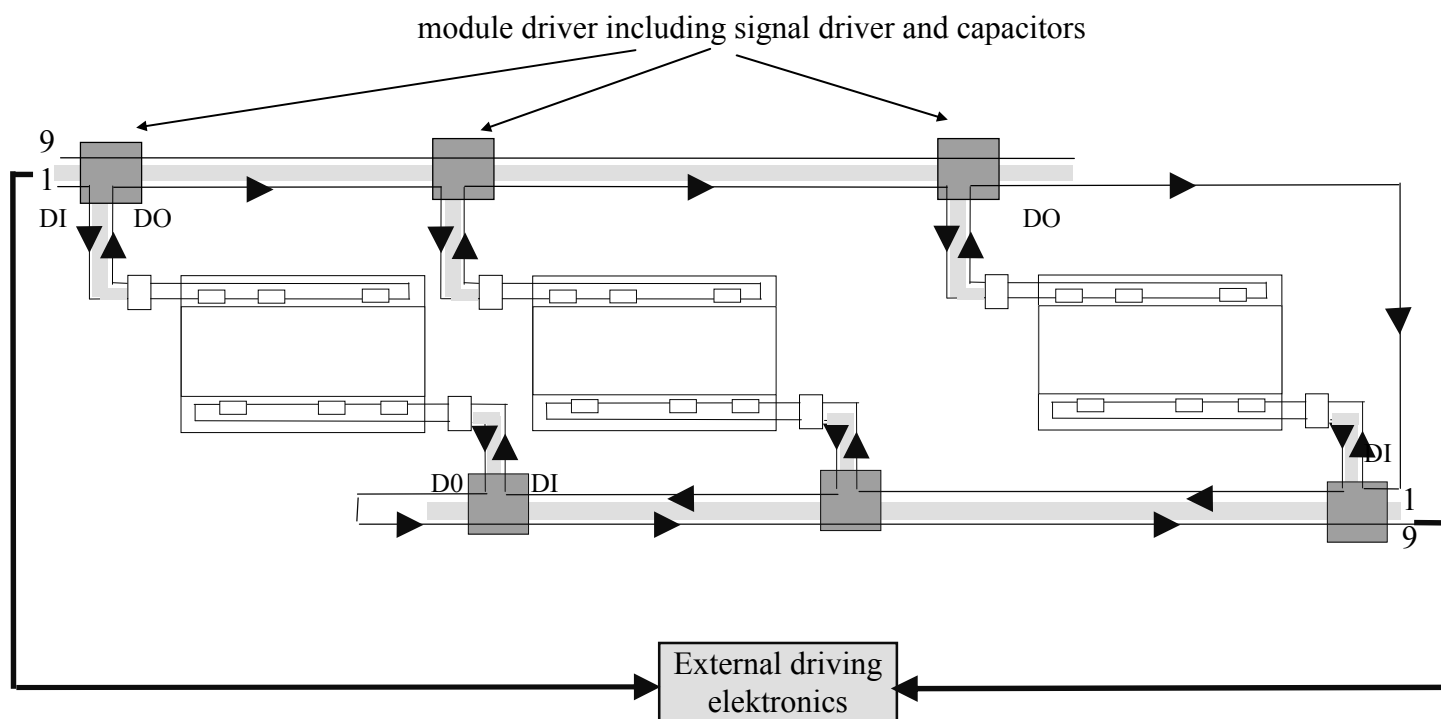 module driver including signal driver and capacitors
9
1
DI
DO
DO
DI
D0
DI
1
9
External driving
elektronics